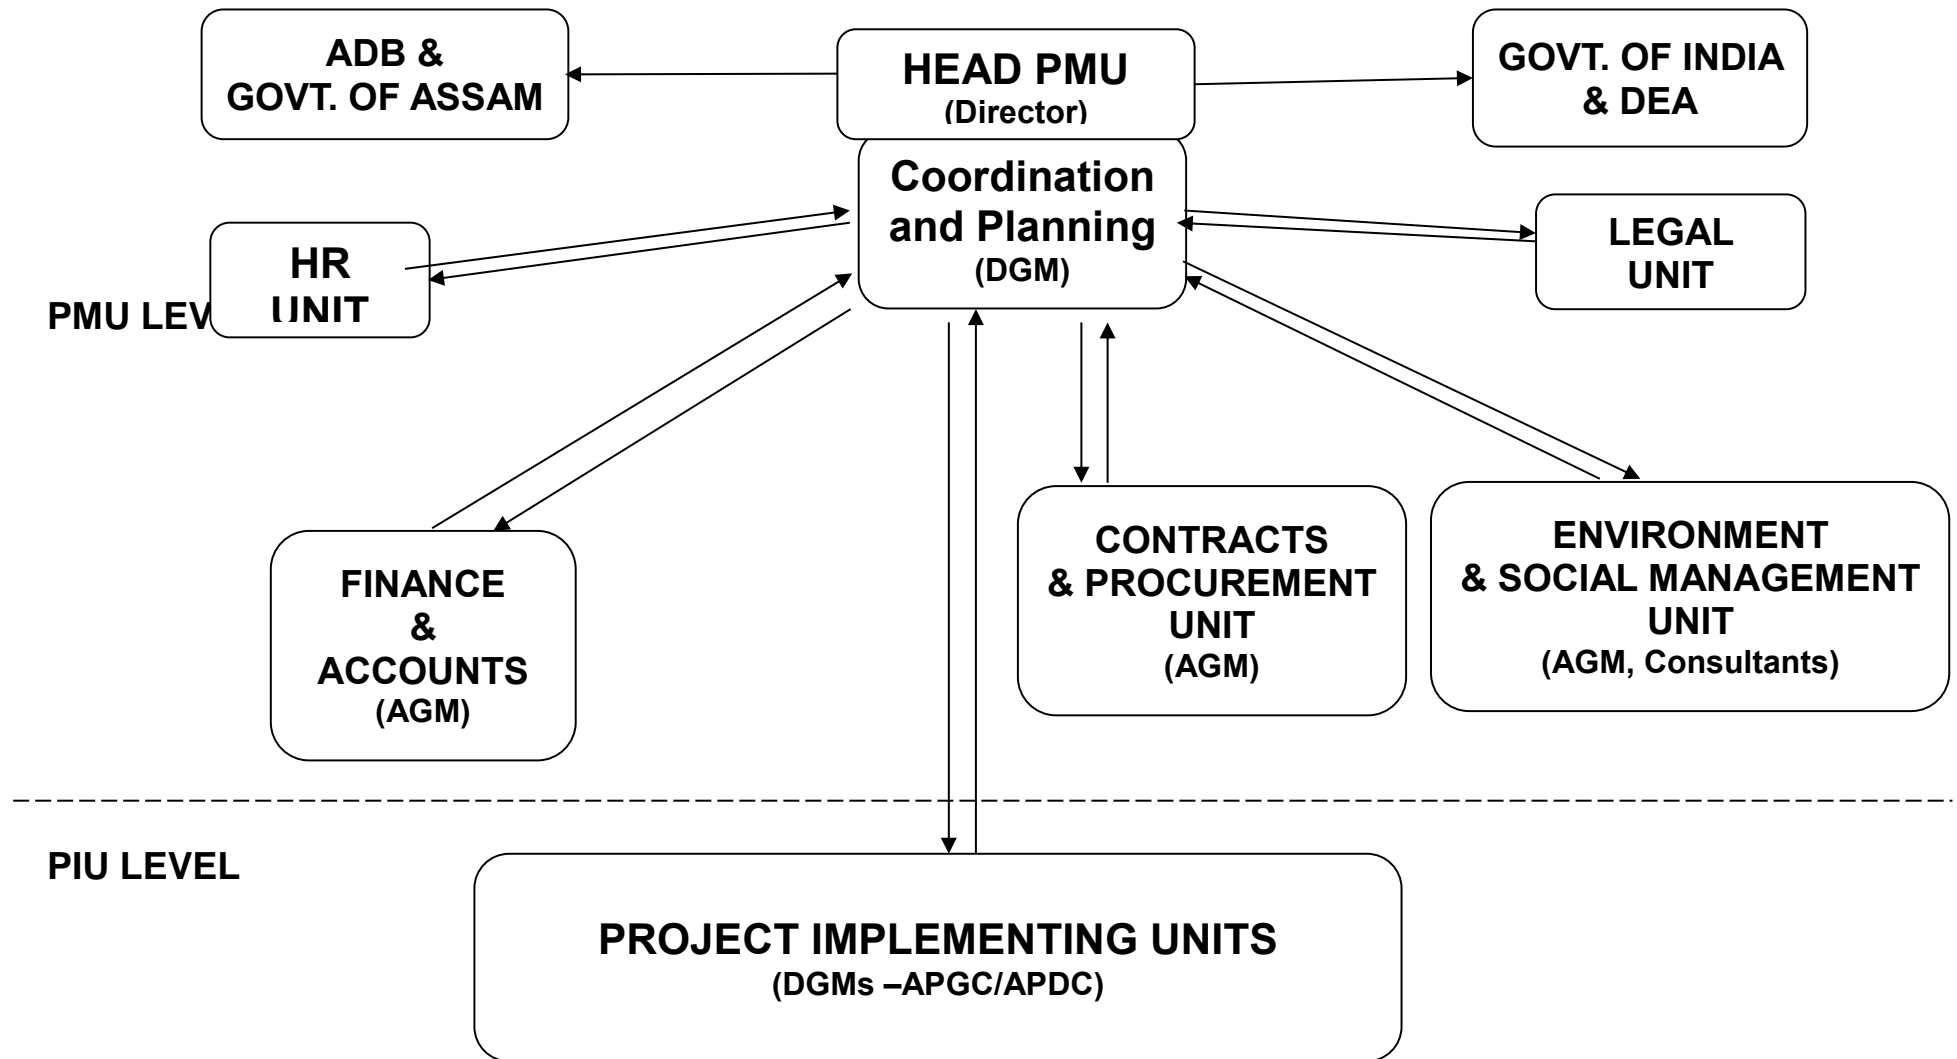 ADB &
GOVT. OF ASSAM
HEAD PMU
(Director)
GOVT. OF INDIA
& DEA
Coordination
and Planning
(DGM)
HR
UNIT
LEGAL
UNIT
PMU LEV
FINANCE
&
ACCOUNTS
(AGM)
CONTRACTS
& PROCUREMENT
UNIT
(AGM)
ENVIRONMENT
& SOCIAL MANAGEMENT
UNIT
(AGM, Consultants)
PIU LEVEL
PROJECT IMPLEMENTING UNITS
(DGMs –APGC/APDC)